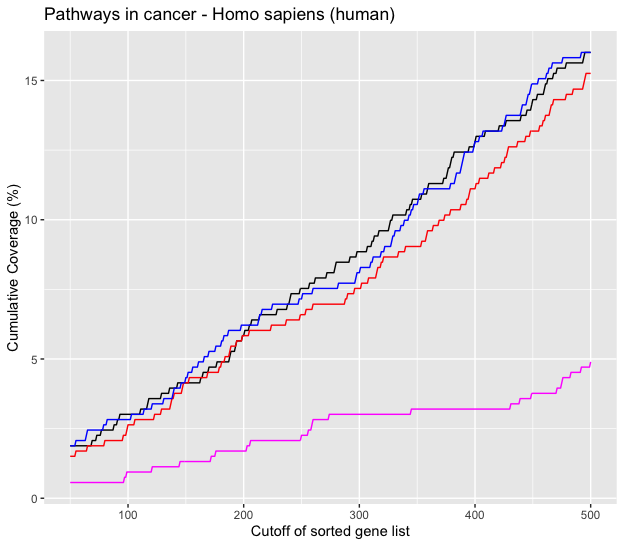 Pathways in cancer - Homo sapiens (human)
Cumulative Coverage (%)
15
10
5
0
100 200 300 400 500
Cutoff of sorted gene list